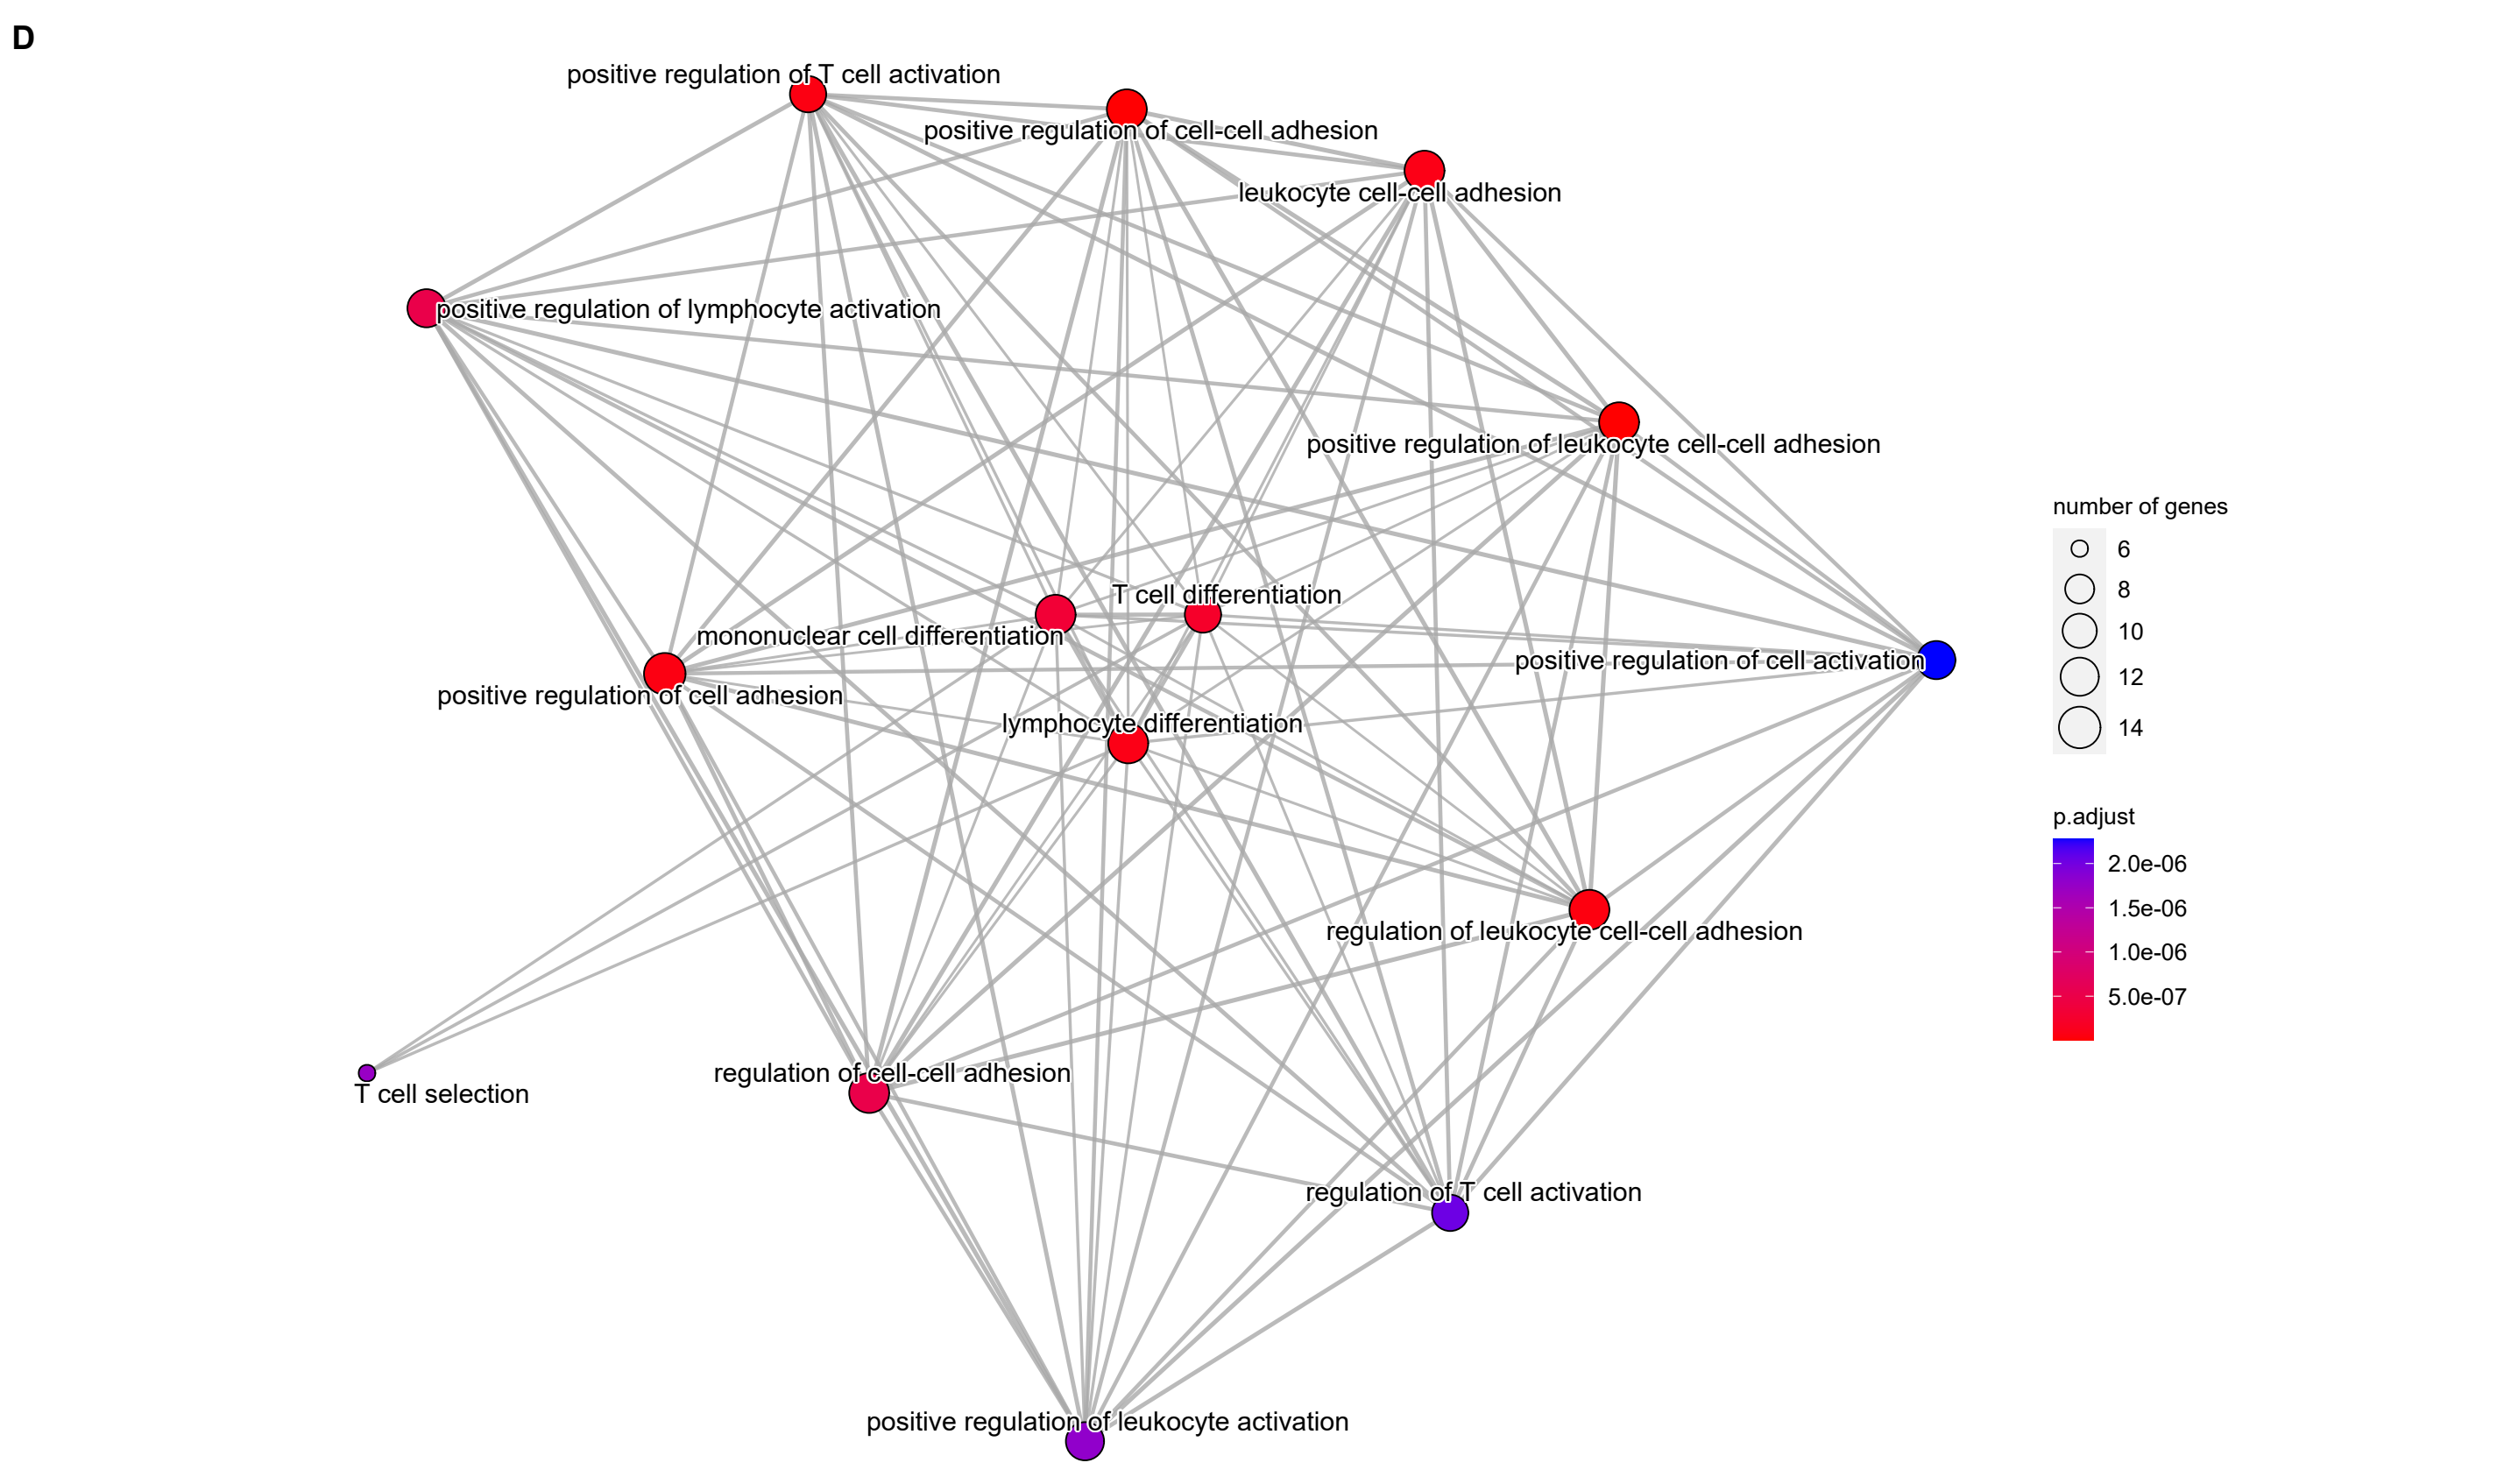 D
positive regulation of T cell activation
positive regulation of cell-cell adhesion
leukocyte cell-cell adhesion
positive regulation of lymphocyte activation
positive regulation of leukocyte cell-cell adhesion
T cell differentiation
mononuclear cell differentiation
positive regulation of cell activation
positive regulation of cell adhesion
lymphocyte differentiation
regulation of leukocyte cell-cell adhesion
regulation of cell-cell adhesion
T cell selection
regulation of T cell activation
positive regulation of leukocyte activation
number of genes
6
8
10
12
14
p.adjust
2.0e-06
1.5e-06
1.0e-06
5.0e-07